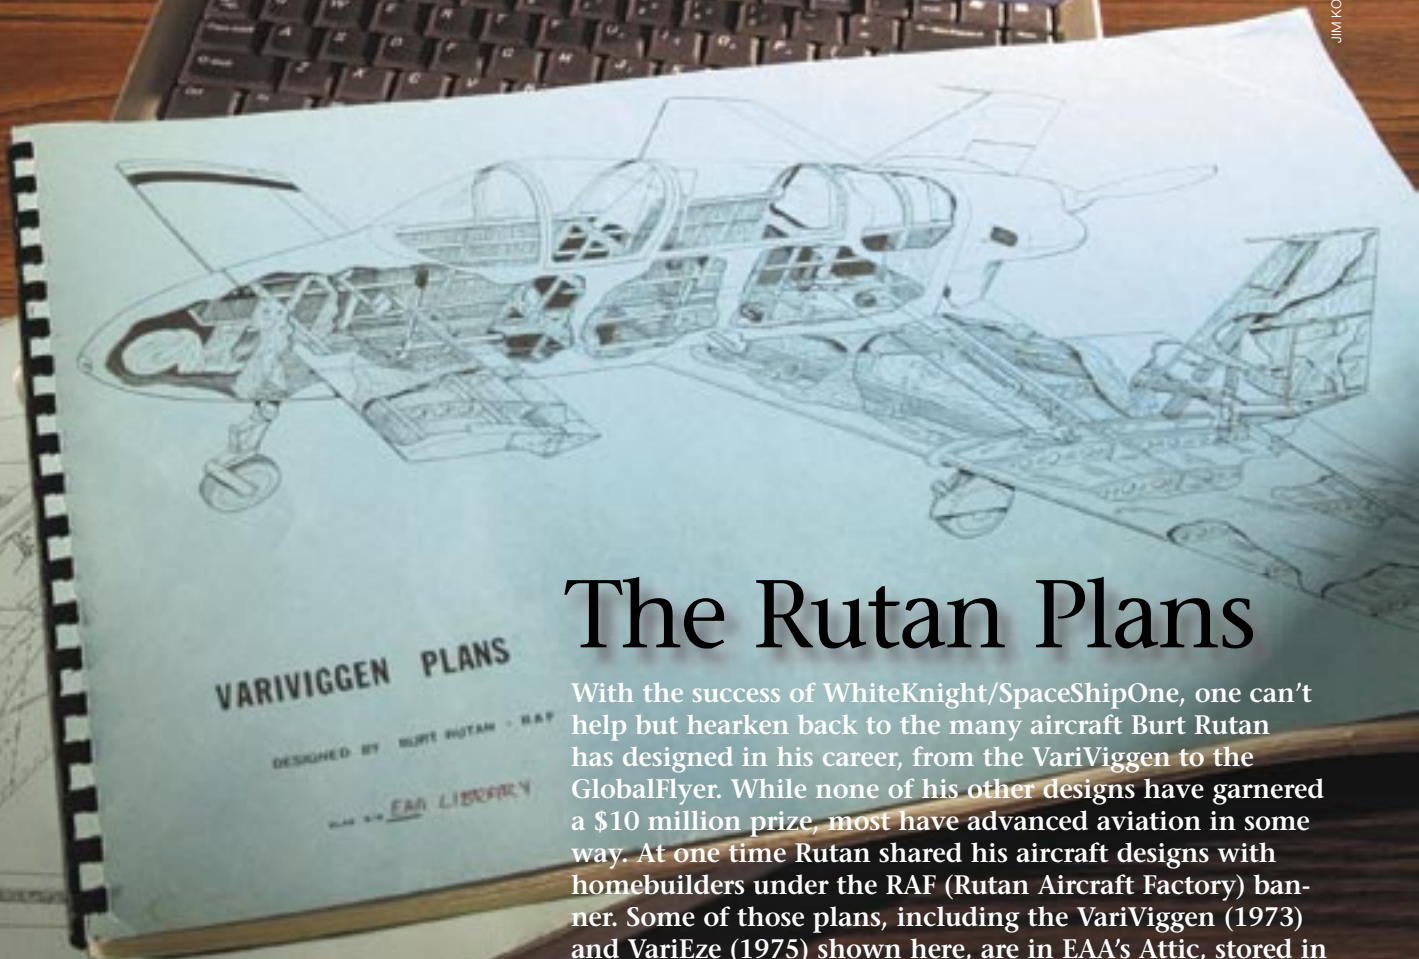 JIM KO
VARIVIGGEN PLANS
DESIGNED BY BURT RUTAN - RAF
EAA LIBRARY
The Rutan Plans
With the success of WhiteKnight/SpaceShipOne, one can’t
help but hearken back to the many aircraft Burt Rutan
has designed in his career, from the VariViggen to the
GlobalFlyer. While none of his other designs have garnered
a $10 million prize, most have advanced aviation in some
way. At one time Rutan shared his aircraft designs with
homebuilders under the RAF (Rutan Aircraft Factory) ban-
ner. Some of those plans, including the VariViggen (1973)
and VariEze (1975) shown here, are in EAA’s Attic, stored in